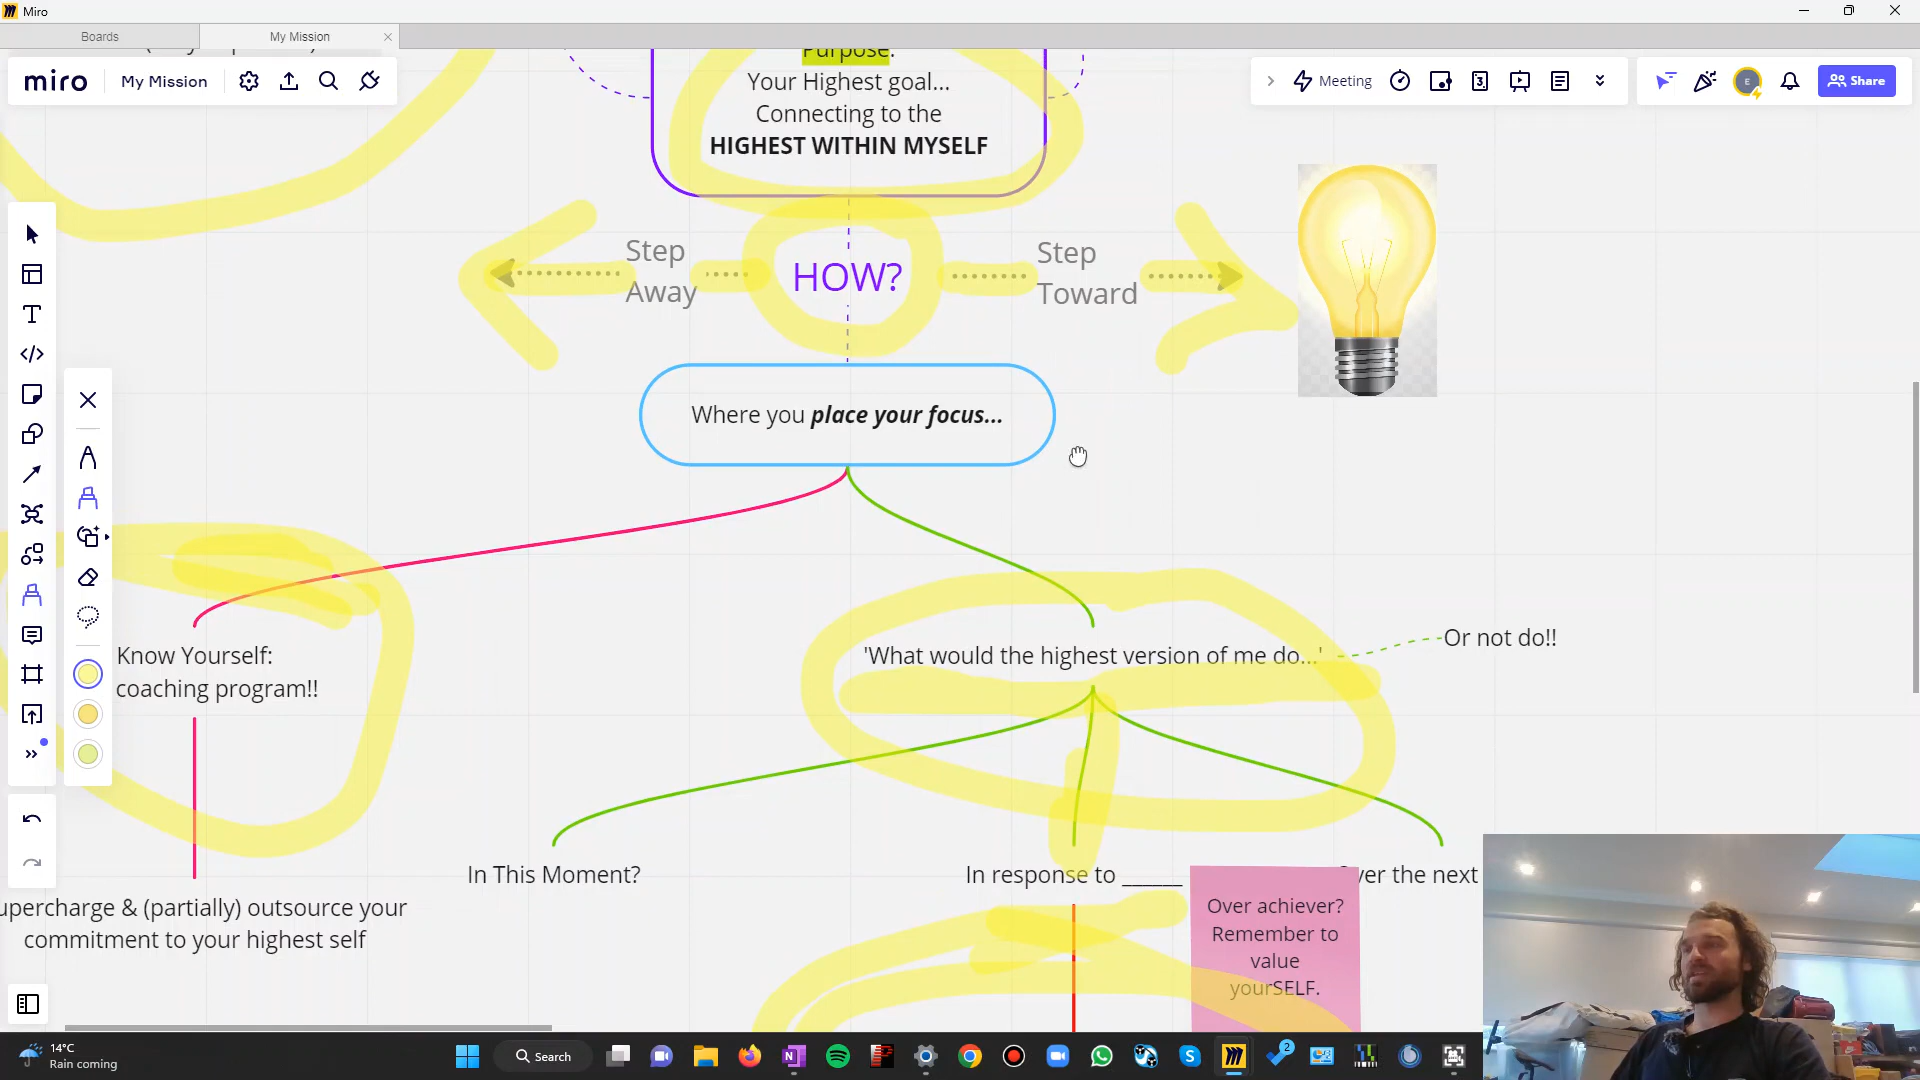 Miro
Boards
My Mission
miro
My Mission
Meeting
3
E
Share
Purpose.
Your Highest goal...
Connecting to the
HIGHEST WITHIN MYSELF
Step
Away
HOW?
Step
Toward
Where you place your focus...
Know Yourself:
coaching program!!
'What would the highest version of me do...'
Or not do!!
In This Moment?
In response to ______
ver the next
upercharge & (partially) outsource your
commitment to your highest self
Over achiever?
Remember to
value
yourSELF.
14°C
Rain coming
Search
2